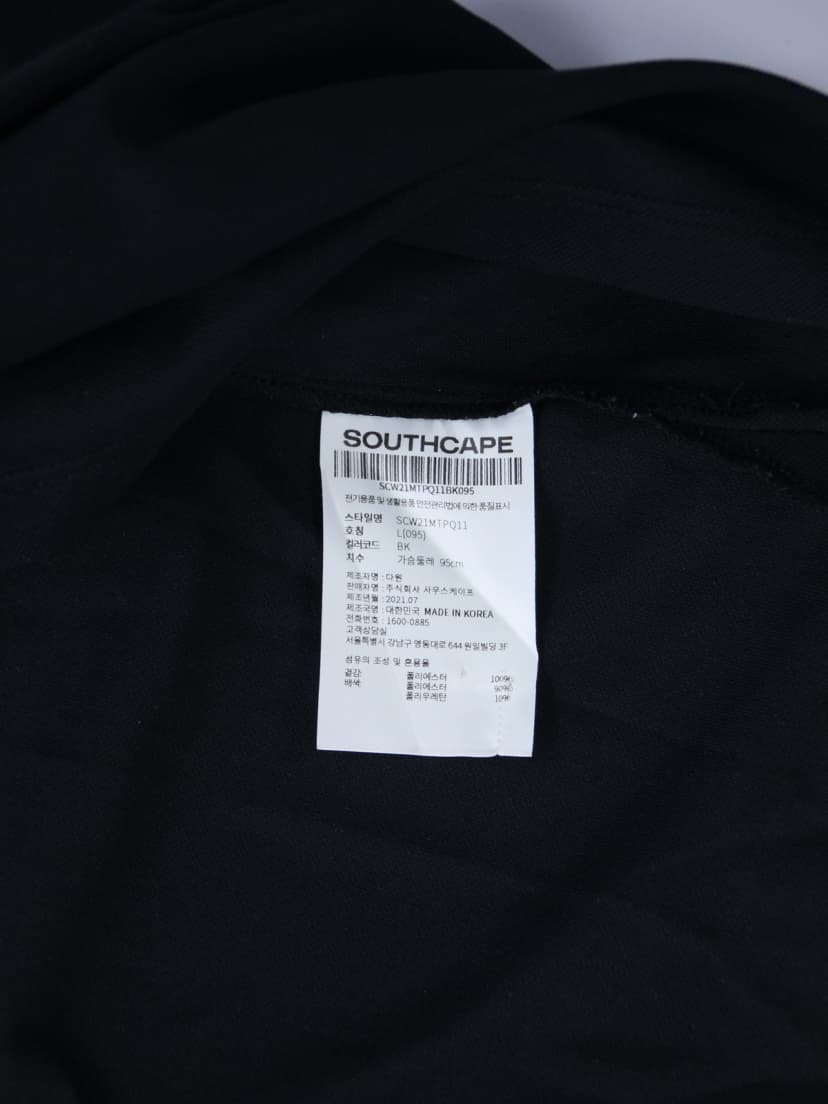 SOUTHCAPE
SCW21MTPQ11BK095
전기용품 및 생활용품 안전관리법에 의한 품질표시
스타일명 SCW21MTPQ11
호칭 L(095)
컬러코드 BK
치수 가슴둘레 95cm
제조자명 : 다원
판매자명 : 주식회사 사우스케이프
제조년월 : 2021.07
제조국명 : 대한민국 MADE IN KOREA
전화번호 : 1600-0885
고객상담실
서울특별시 강남구 영동대로 644 원일빌딩 3F
섬유의 조성 및 혼용율
겉감: 폴리에스터 100%
배색: 폴리에스터 90%
폴리우레탄 10%